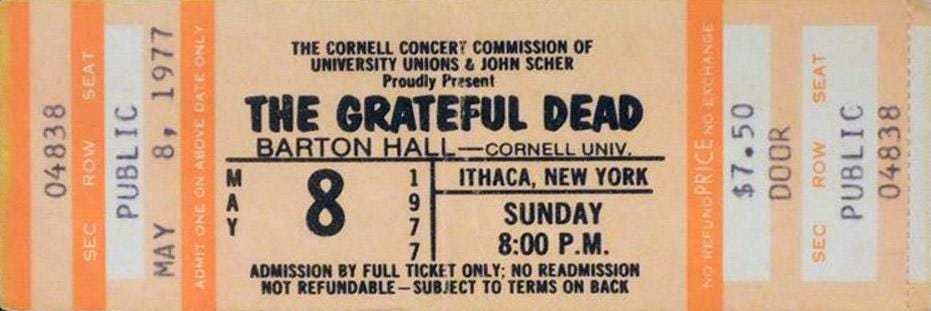 04838
SEC ROW SEAT
PUBLIC
MAY 8, 1977
ADMIT ONE ON ABOVE DATE ONLY
THE CORNELL CONCERT COMMISSION OF
UNIVERSITY UNIONS & JOHN SCHER
Proudly Present
THE GRATEFUL DEAD
BARTON HALL—CORNELL UNIV.
MAY 8 1977
ITHACA, NEW YORK
SUNDAY
8:00 P.M.
ADMISSION BY FULL TICKET ONLY; NO READMISSION
NOT REFUNDABLE—SUBJECT TO TERMS ON BACK
NO REFUND PRICE NO EXCHANGE
$7.50
DOOR
SEC ROW SEAT
PUBLIC
04838